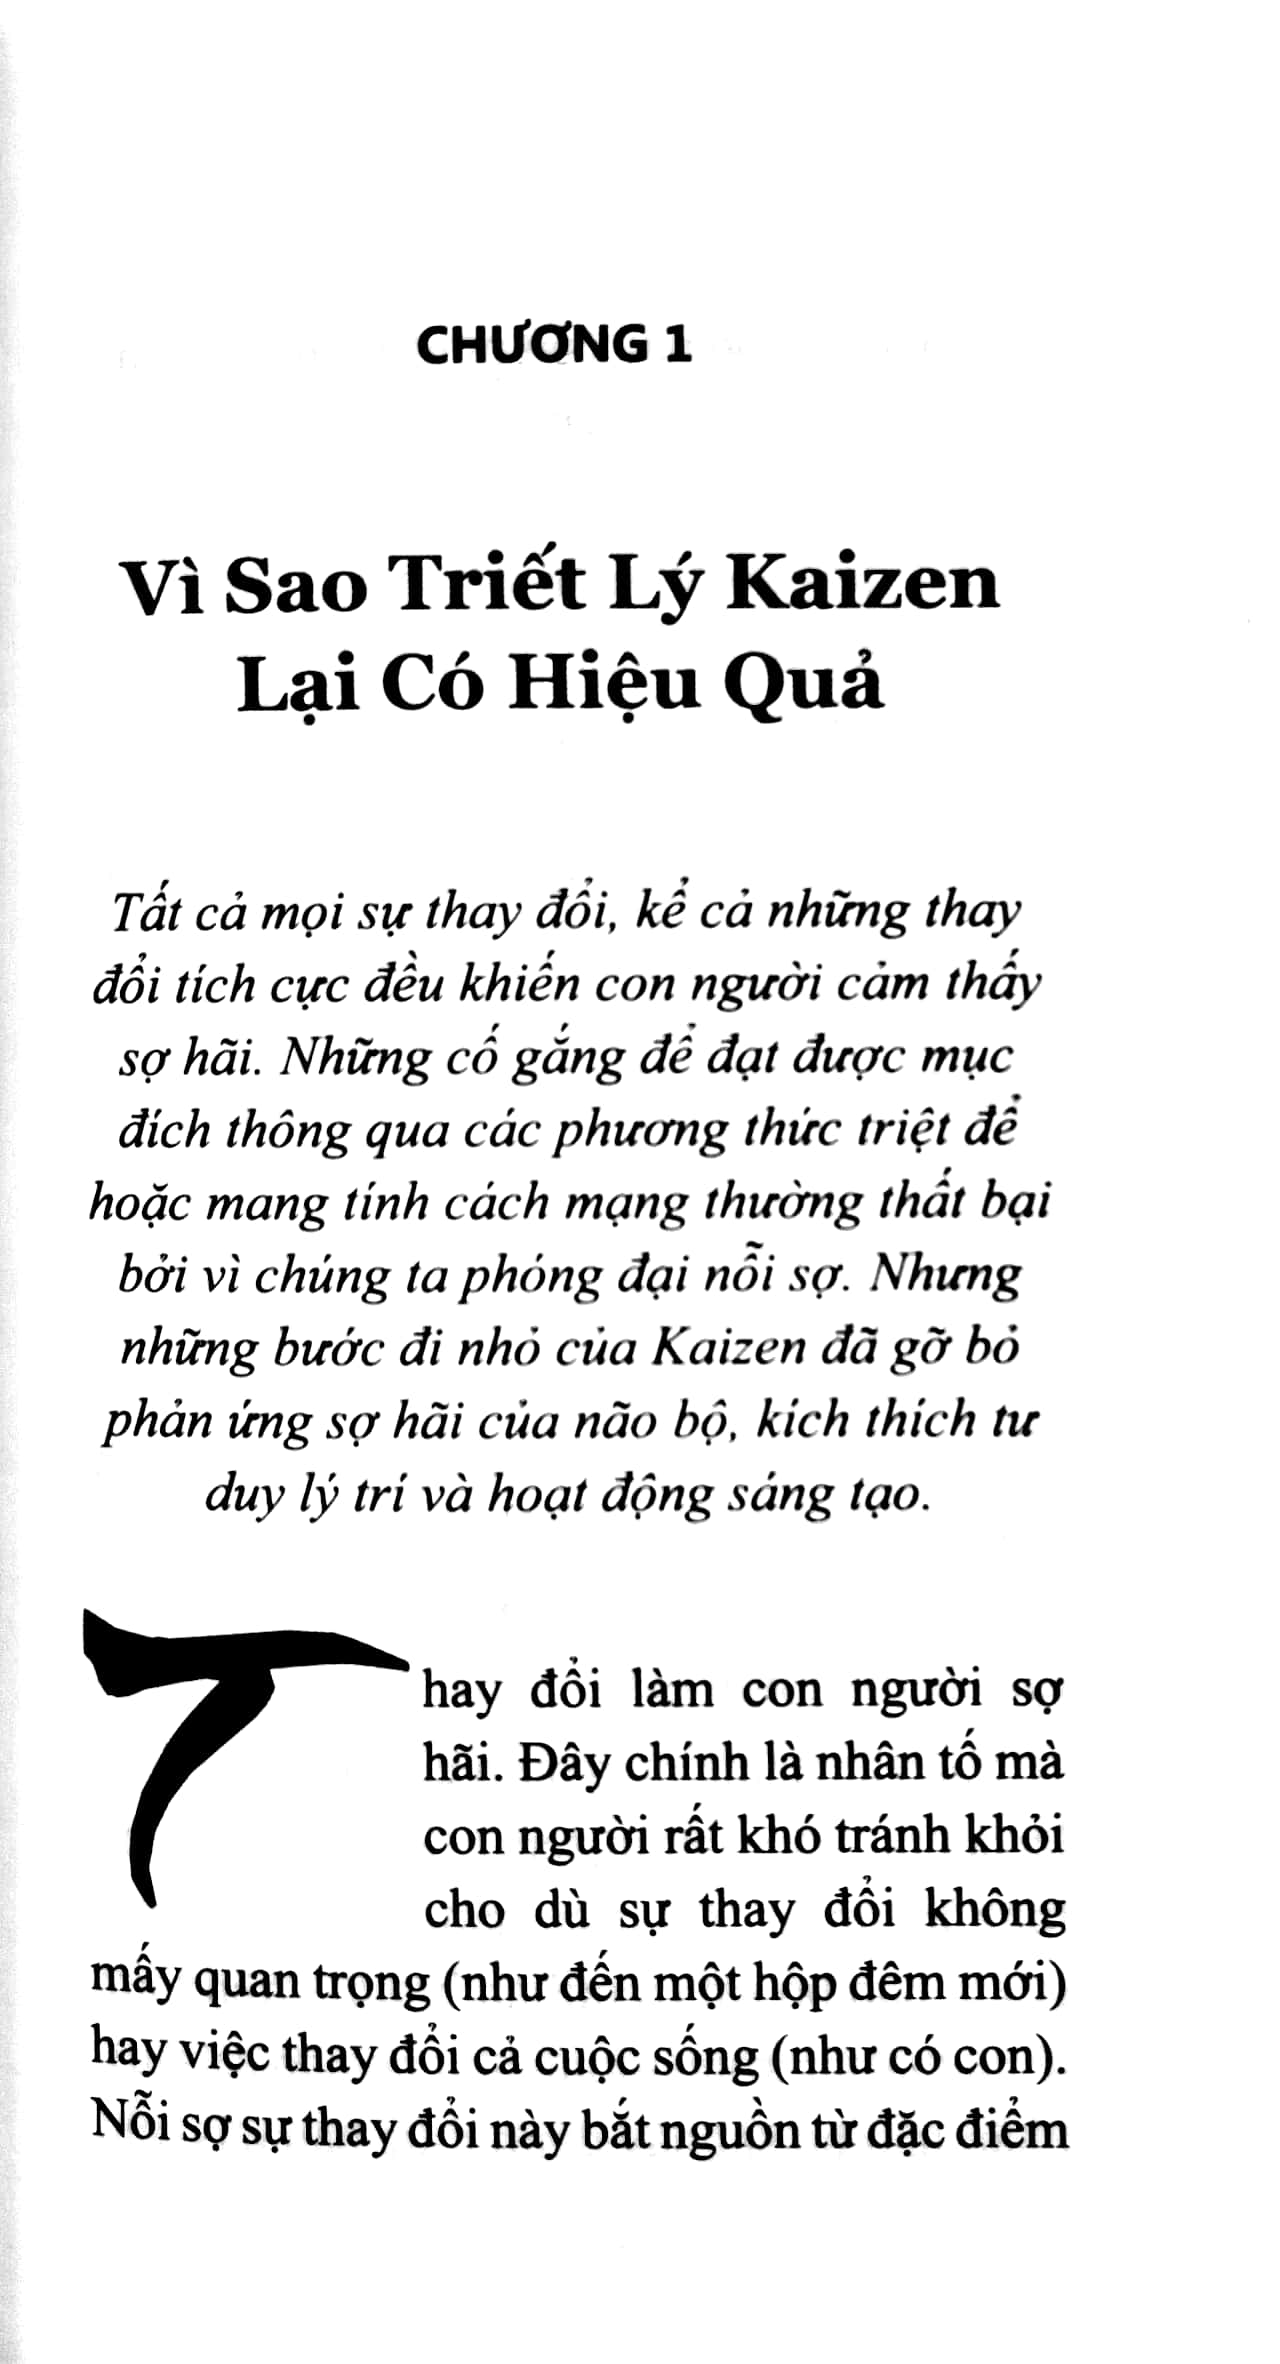 CHƯƠNG 1
Vì Sao Triết Lý Kaizen
Lại Có Hiệu Quả
Tất cả mọi sự thay đổi, kể cả những thay
đổi tích cực đều khiến con người cảm thấy
sợ hãi. Những cố gắng để đạt được mục
đích thông qua các phương thức triệt để
hoặc mang tính cách mạng thường thất bại
bởi vì chúng ta phóng đại nỗi sợ. Nhưng
những bước đi nhỏ của Kaizen đã gỡ bỏ
phản ứng sợ hãi của não bộ, kích thích tư
duy lý trí và hoạt động sáng tạo.
Thay đổi làm con người sợ
hãi. Đây chính là nhân tố mà
con người rất khó tránh khỏi
cho dù sự thay đổi không
mấy quan trọng (như đến một hộp đêm mới)
hay việc thay đổi cả cuộc sống (như có con).
Nỗi sợ sự thay đổi này bắt nguồn từ đặc điểm